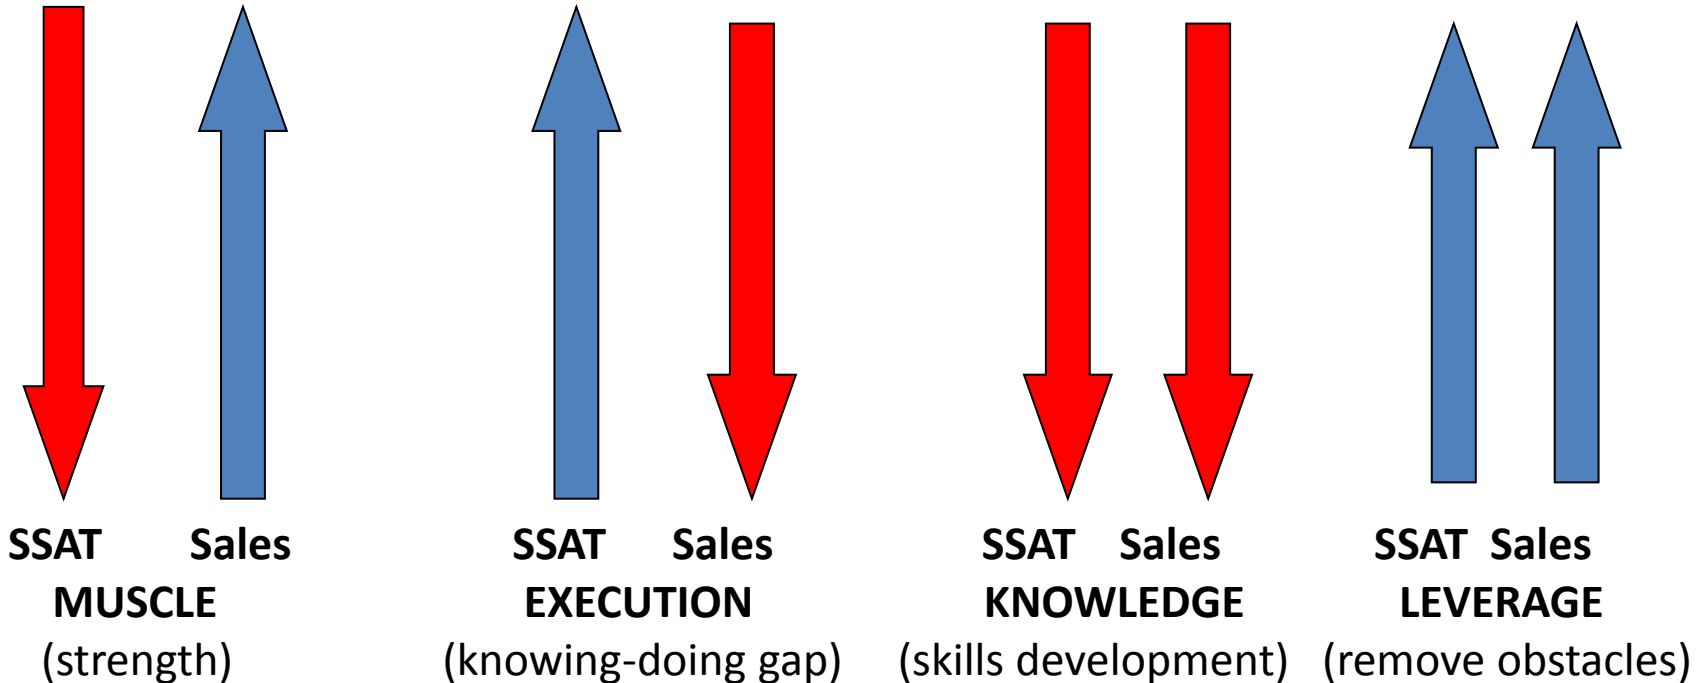 SSAT Sales SSAT Sales SSAT Sales SSAT Sales
MUSCLE EXECUTION KNOWLEDGE LEVERAGE
(strength) (knowing-doing gap) (skills development) (remove obstacles)